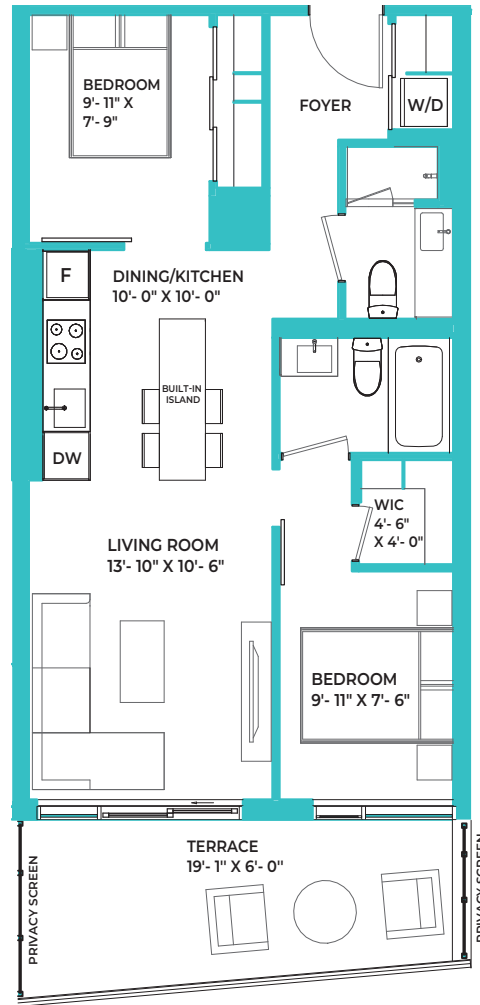 BEDROOM
9'- 11" X
7'- 9"
FOYER
W/D
F
DINING/KITCHEN
10'- 0" X 10'- 0"
BUILT-IN
ISLAND
DW
WIC
4'- 6"
X 4'- 0"
LIVING ROOM
13'- 10" X 10'- 6"
BEDROOM
9'- 11" X 7'- 6"
TERRACE
19'- 1" X 6'- 0"
PRIVACY SCREEN
PRIVACY SCREEN